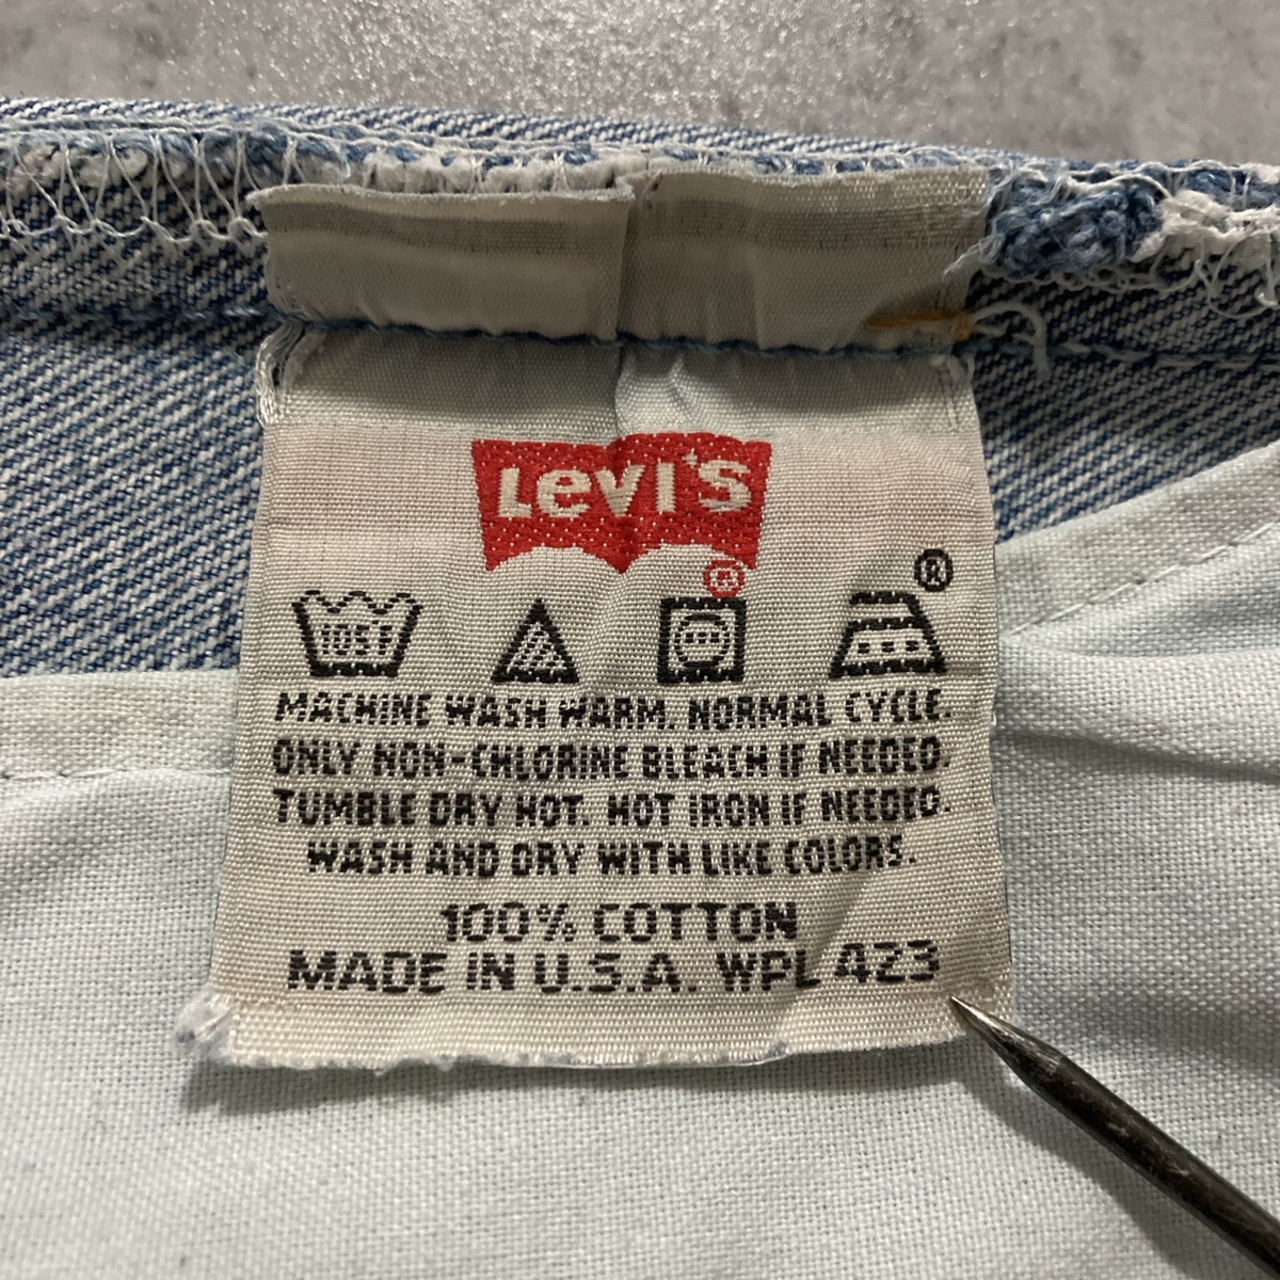 Levi's
®
®
105F
MACHINE WASH WARM. NORMAL CYCLE.
ONLY NON-CHLORINE BLEACH IF NEEDED.
TUMBLE DRY HOT. HOT IRON IF NEEDED.
WASH AND DRY WITH LIKE COLORS.
100% COTTON
MADE IN U.S.A. WPL 423